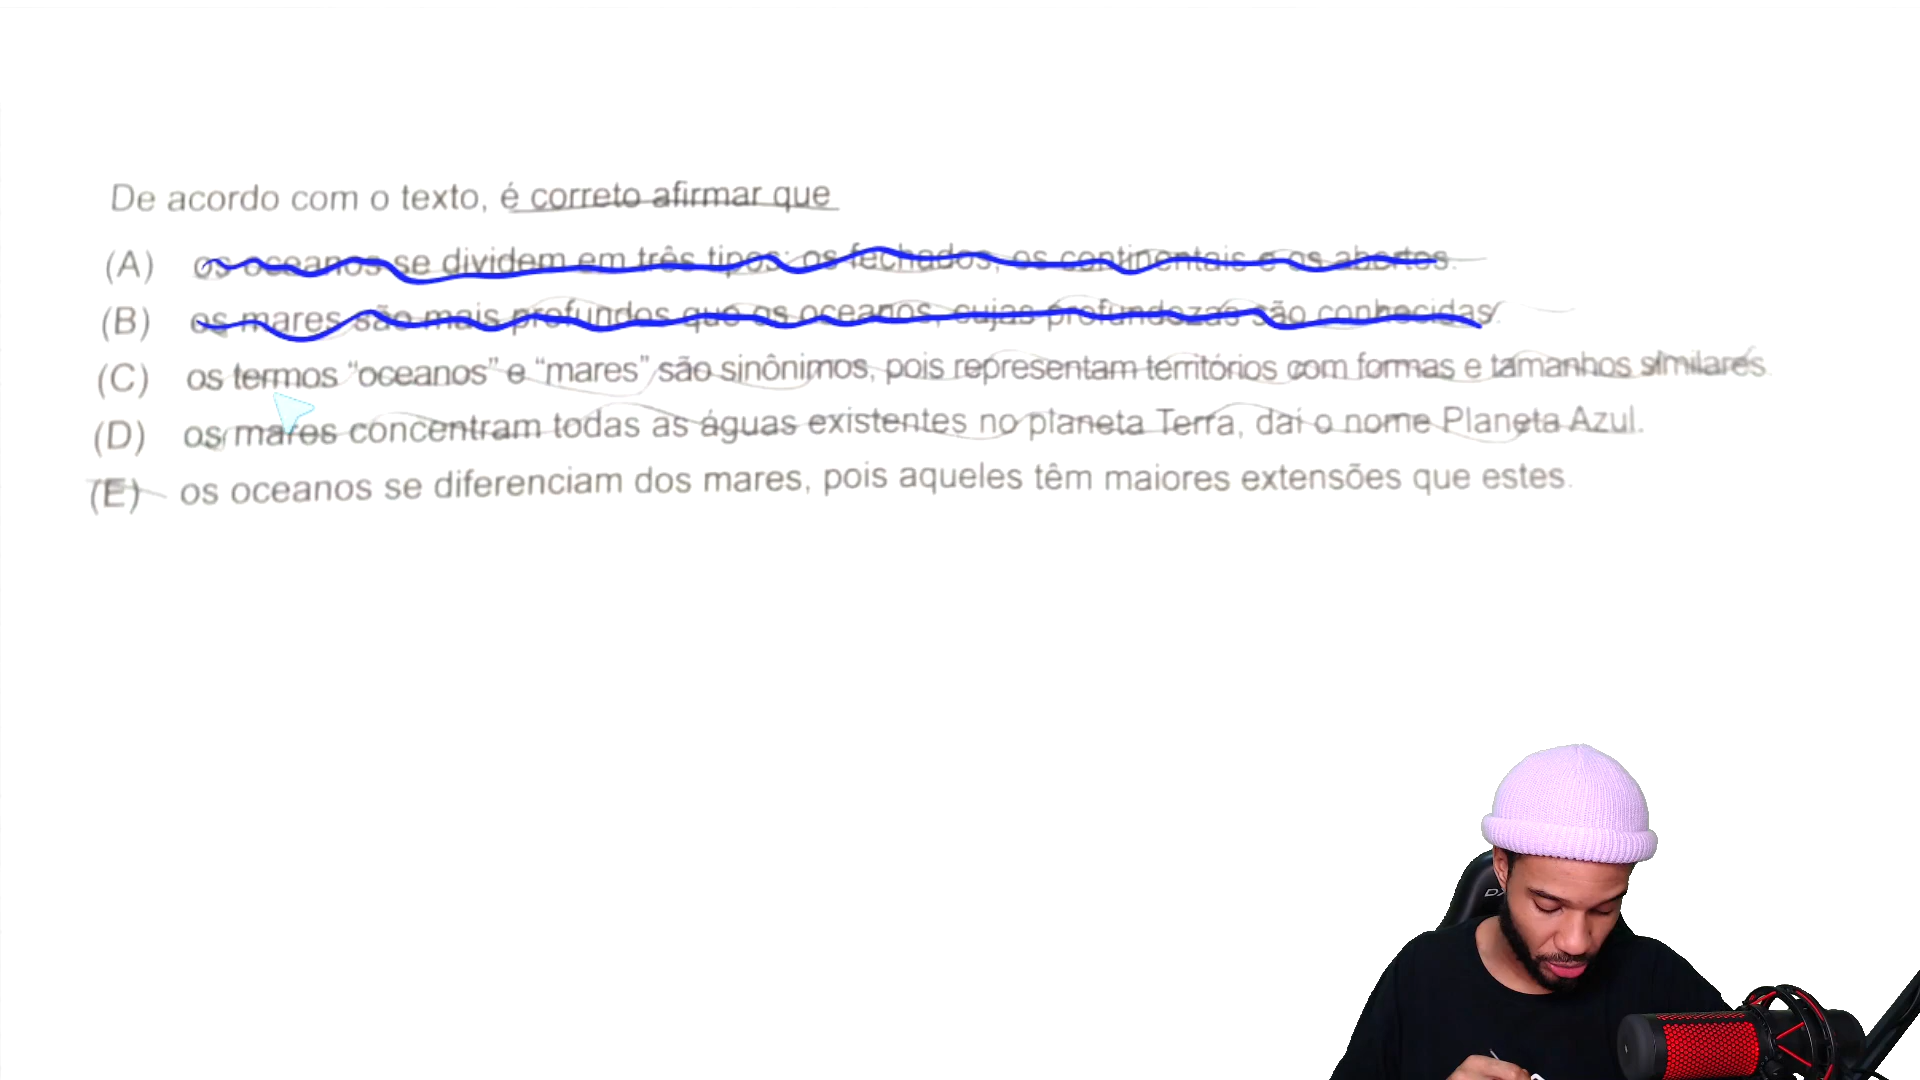 De acordo com o texto, é correto afirmar que
(A) os oceanos se dividem em três tipos: os fechados, os continentais e os abertos.
(B) os mares são mais profundos que os oceanos, cujas profundezas são conhecidas.
(C) os termos “oceanos” e “mares” são sinônimos, pois representam territórios com formas e tamanhos similares.
(D) os mares concentram todas as águas existentes no planeta Terra, daí o nome Planeta Azul.
(E) os oceanos se diferenciam dos mares, pois aqueles têm maiores extensões que estes.